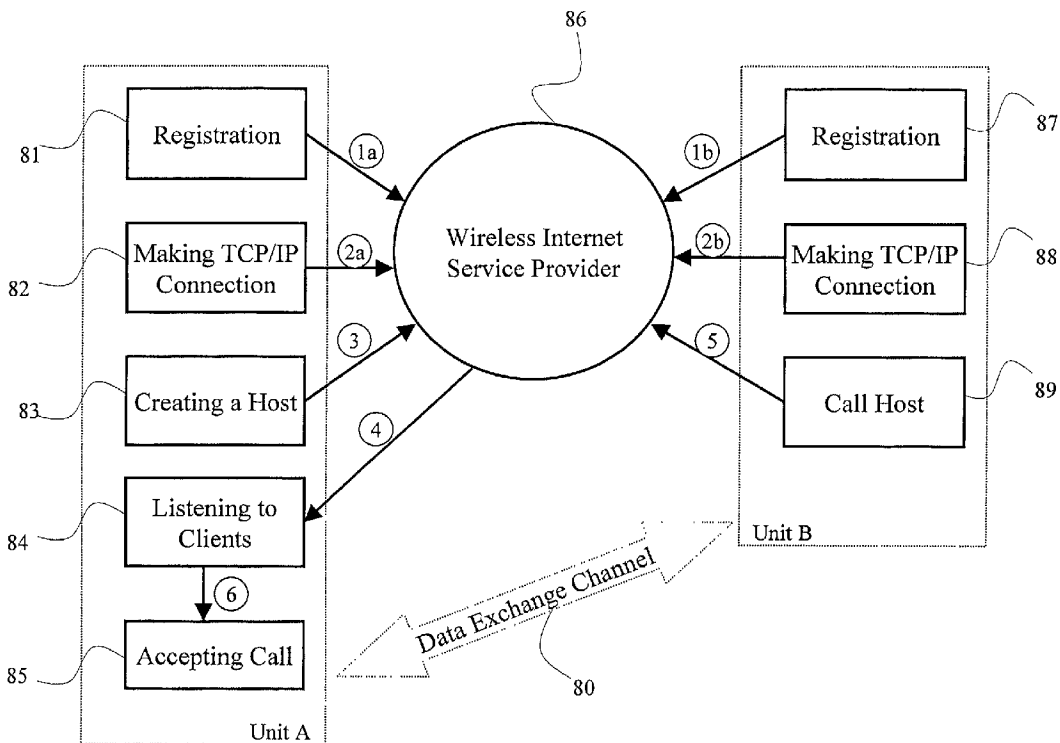 86
81
Registration
1a
1b
Registration
87
82
Making TCP/IP
Connection
2a
Wireless Internet
Service Provider
2b
Making TCP/IP
Connection
88
83
Creating a Host
3
5
Call Host
89
4
84
Listening to
Clients
Unit B
6
Data Exchange Channel
85
Accepting Call
80
Unit A